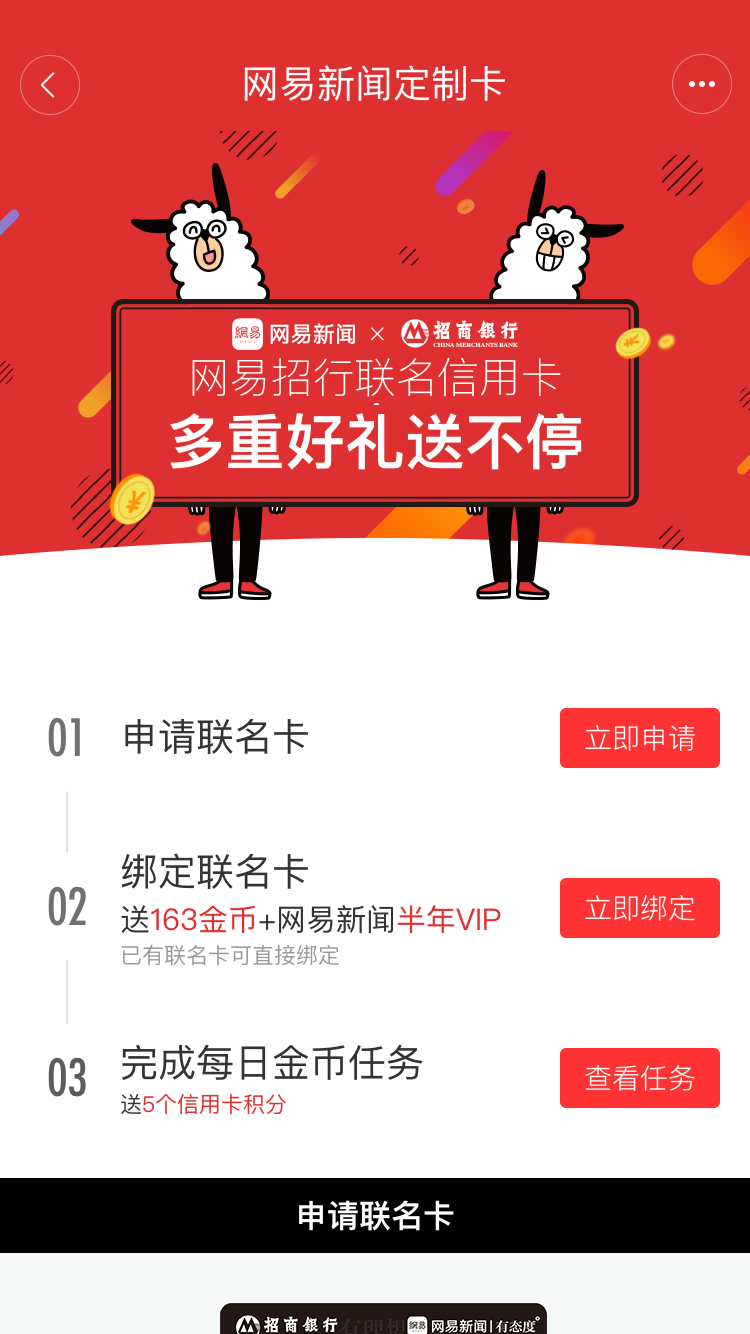 网易新闻定制卡
網易 NEWS 网易新闻 × 招商银行
CHINA MERCHANTS BANK
网易招行联名信用卡
多重好礼送不停
01 申请联名卡 立即申请
绑定联名卡
02 送163金币+网易新闻半年VIP 立即绑定
已有联名卡可直接绑定
03 完成每日金币任务 查看任务
送5个信用卡积分
申请联名卡
招商银行 網易 网易新闻|有态度°